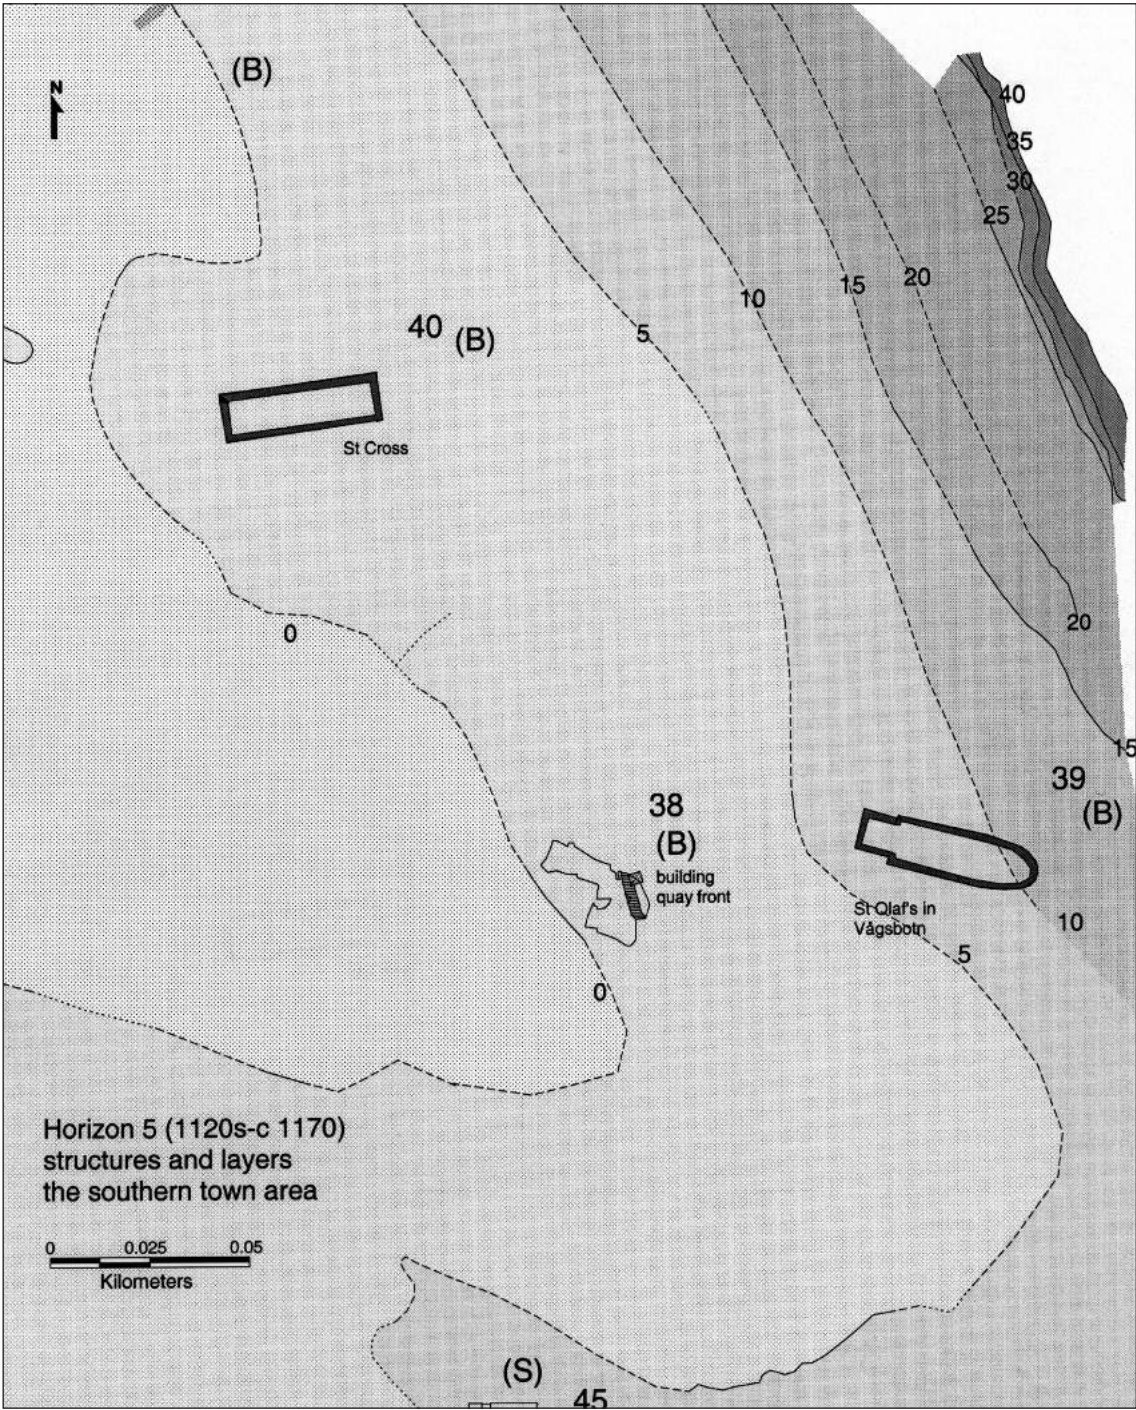 (B)
N
40
35
30
25
20
15
10
5
40 (B)
St Cross
0
20
15
39
(B)
38
(B)
building
quay front
St Olaf's in
Vågsbotn
10
5
0
Horizon 5 (1120s-c 1170)
structures and layers
the southern town area
0 0.025 0.05
Kilometers
(S)
45